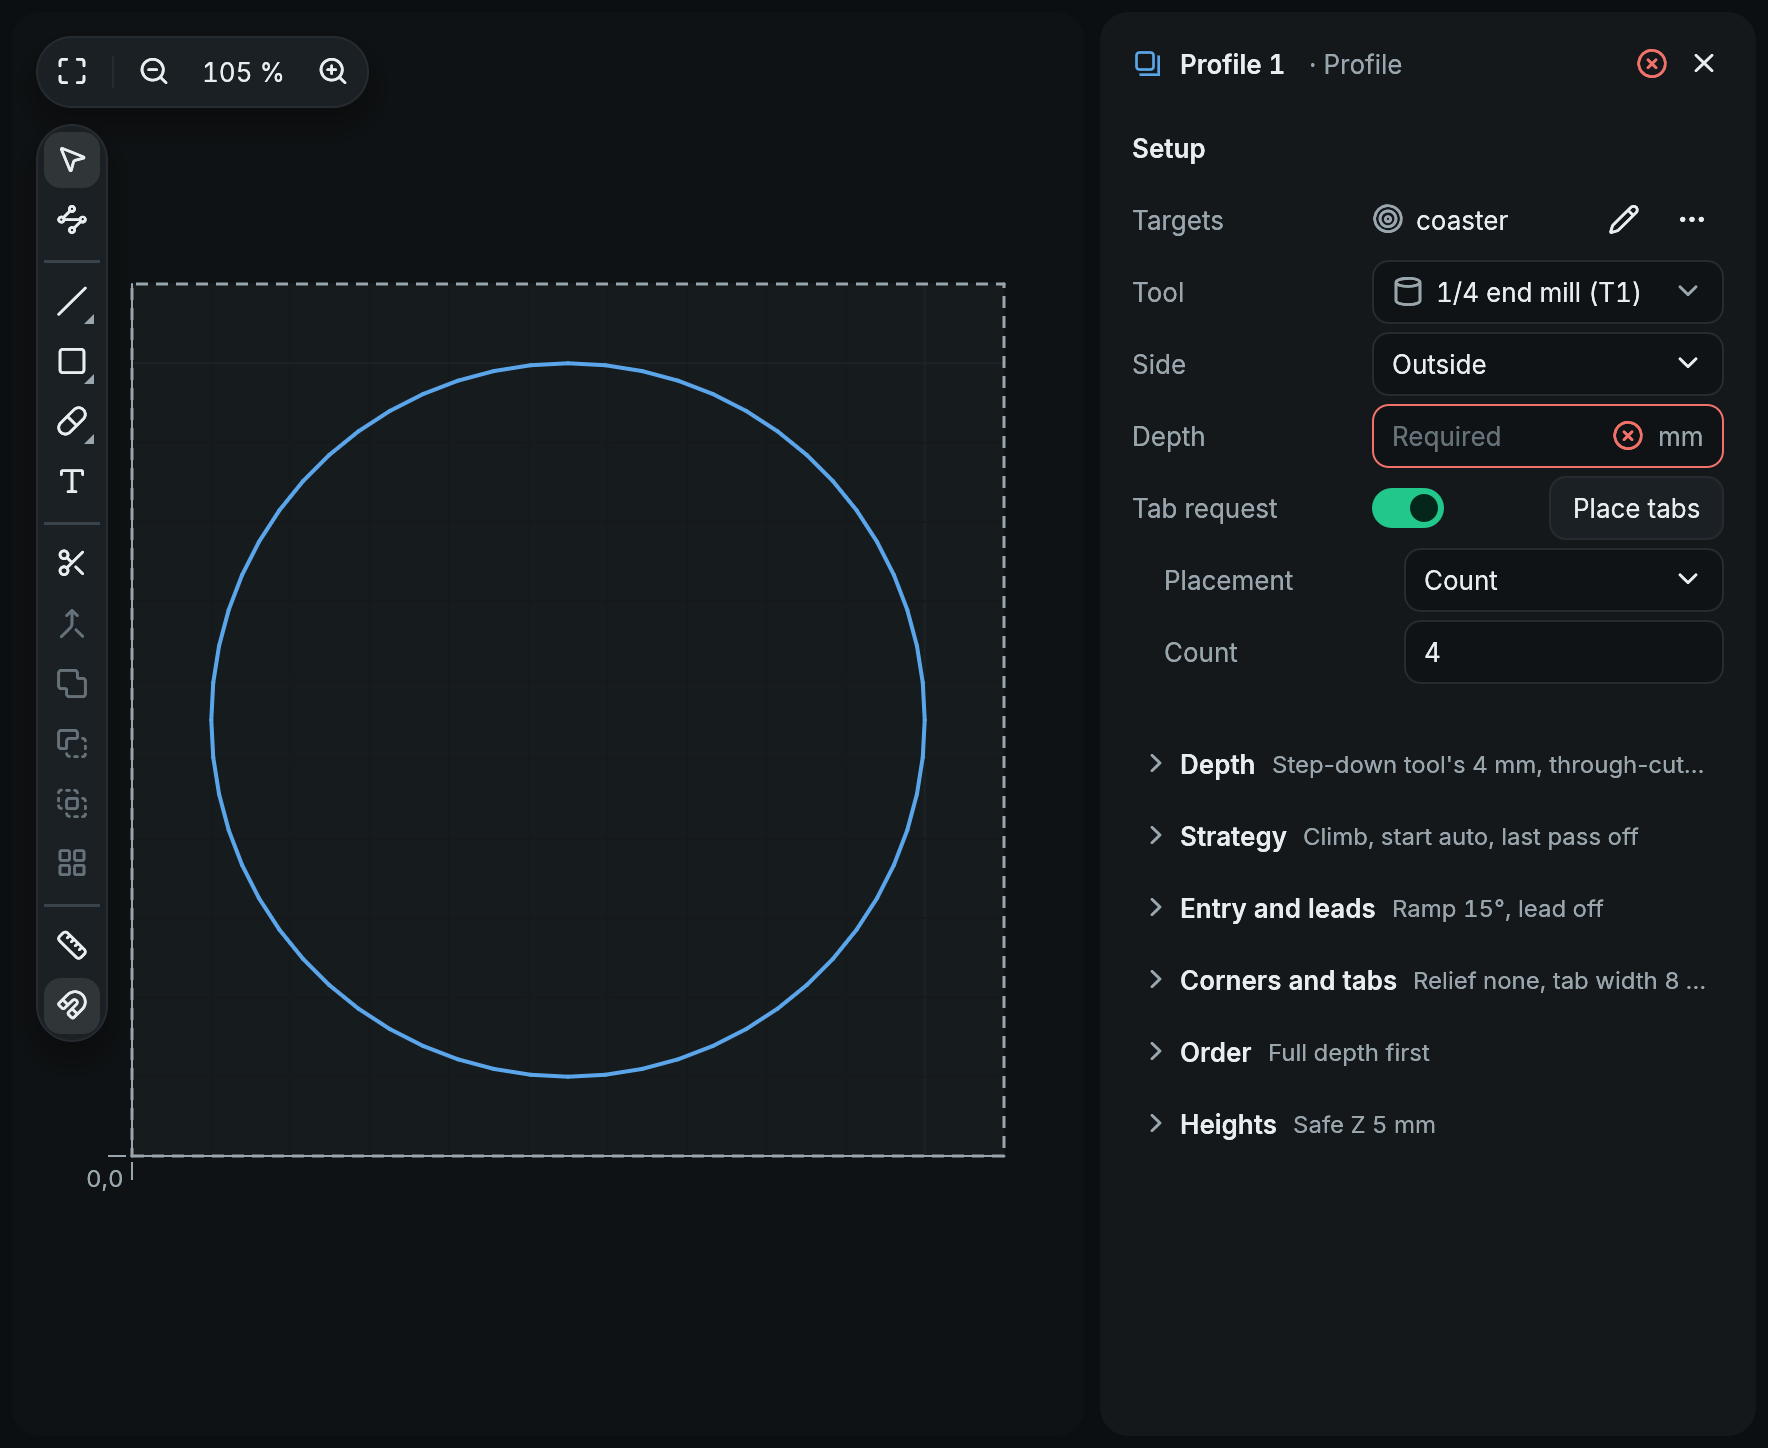 105 %
0,0
Profile 1 · Profile
Setup
Targets coaster
Tool 1/4 end mill (T1)
Side Outside
Depth Required mm
Tab request Place tabs
Placement Count
Count 4
Depth Step-down tool's 4 mm, through-cut...
Strategy Climb, start auto, last pass off
Entry and leads Ramp 15°, lead off
Corners and tabs Relief none, tab width 8 ...
Order Full depth first
Heights Safe Z 5 mm